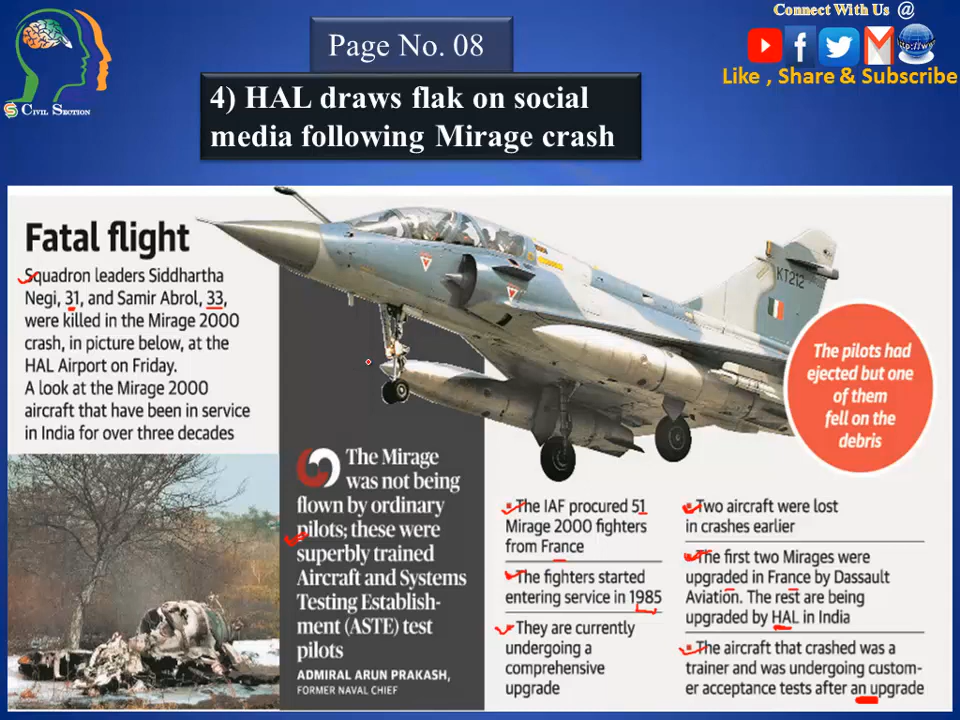 Connect With Us @
Page No. 08
Like , Share & Subscribe
CIVIL SECTION
4) HAL draws flak on social
media following Mirage crash
Fatal flight
Squadron leaders Siddhartha
Negi, 31, and Samir Abrol, 33,
were killed in the Mirage 2000
crash, in picture below, at the
HAL Airport on Friday.
A look at the Mirage 2000
aircraft that have been in service
in India for over three decades
KT212
The pilots had
ejected but one
of them
fell on the
debris
The Mirage
was not being
flown by ordinary
pilots; these were
superbly trained
Aircraft and Systems
Testing Establish-
ment (ASTE) test
pilots
ADMIRAL ARUN PRAKASH,
FORMER NAVAL CHIEF
The IAF procured 51
Mirage 2000 fighters
from France
The fighters started
entering service in 1985
They are currently
undergoing a
comprehensive
upgrade
Two aircraft were lost
in crashes earlier
The first two Mirages were
upgraded in France by Dassault
Aviation. The rest are being
upgraded by HAL in India
The aircraft that crashed was a
trainer and was undergoing custom-
er acceptance tests after an upgrade